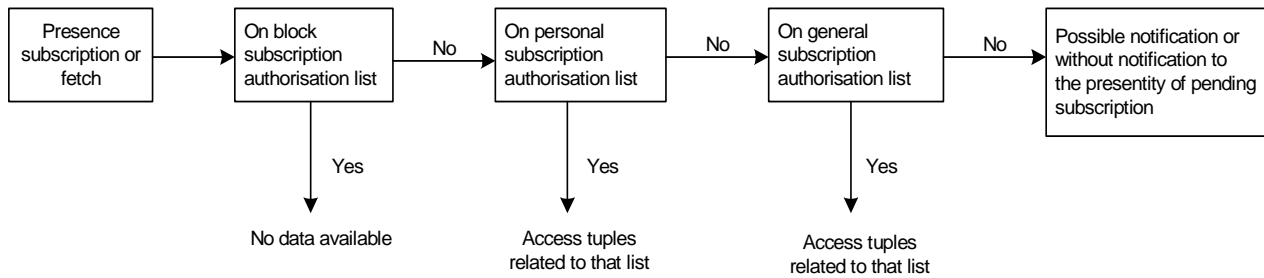 Presence
subscription or
fetch
On block
subscription
authorisation list
No
On personal
subscription
authorisation list
No
On general
subscription
authorisation list
No
Possible notification or
without notification to
the presentity of pending
subscription
Yes
Yes
Yes
No data available
Access tuples
related to that list
Access tuples
related to that list